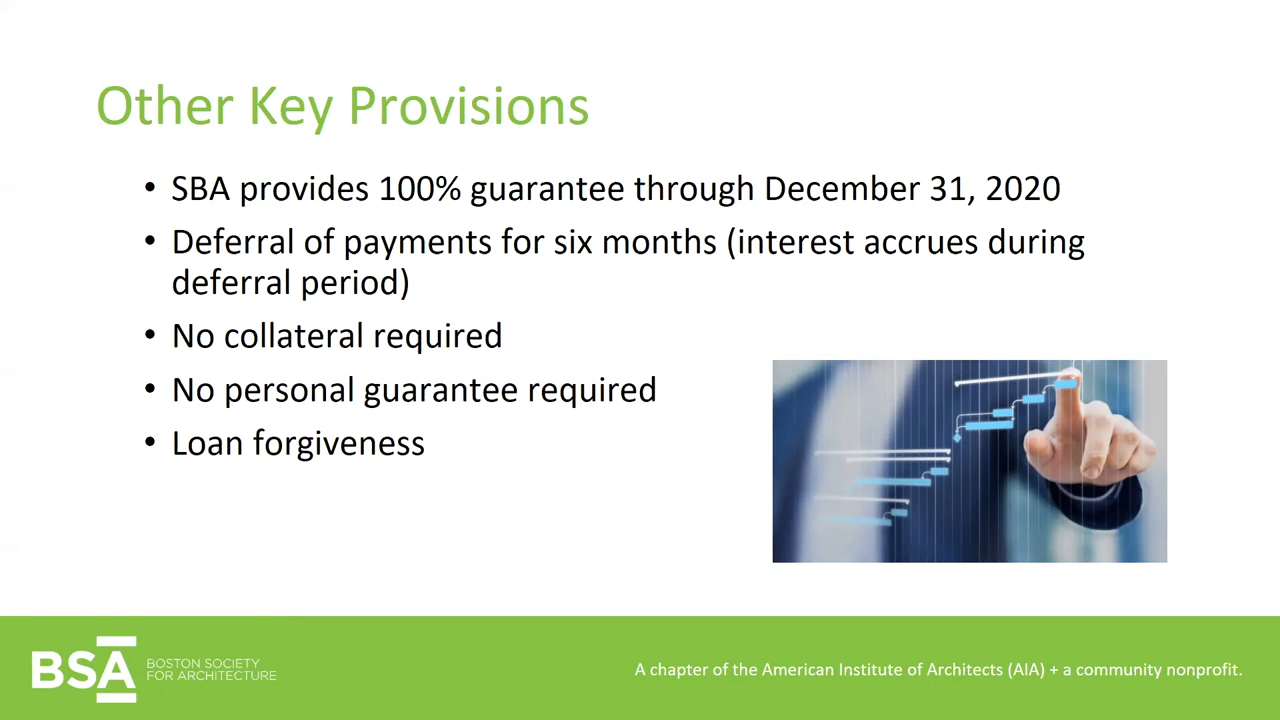 Other Key Provisions
• SBA provides 100% guarantee through December 31, 2020
• Deferral of payments for six months (interest accrues during
deferral period)
• No collateral required
• No personal guarantee required
• Loan forgiveness
BSA
BOSTON SOCIETY
FOR ARCHITECTURE
A chapter of the American Institute of Architects (AIA) + a community nonprofit.